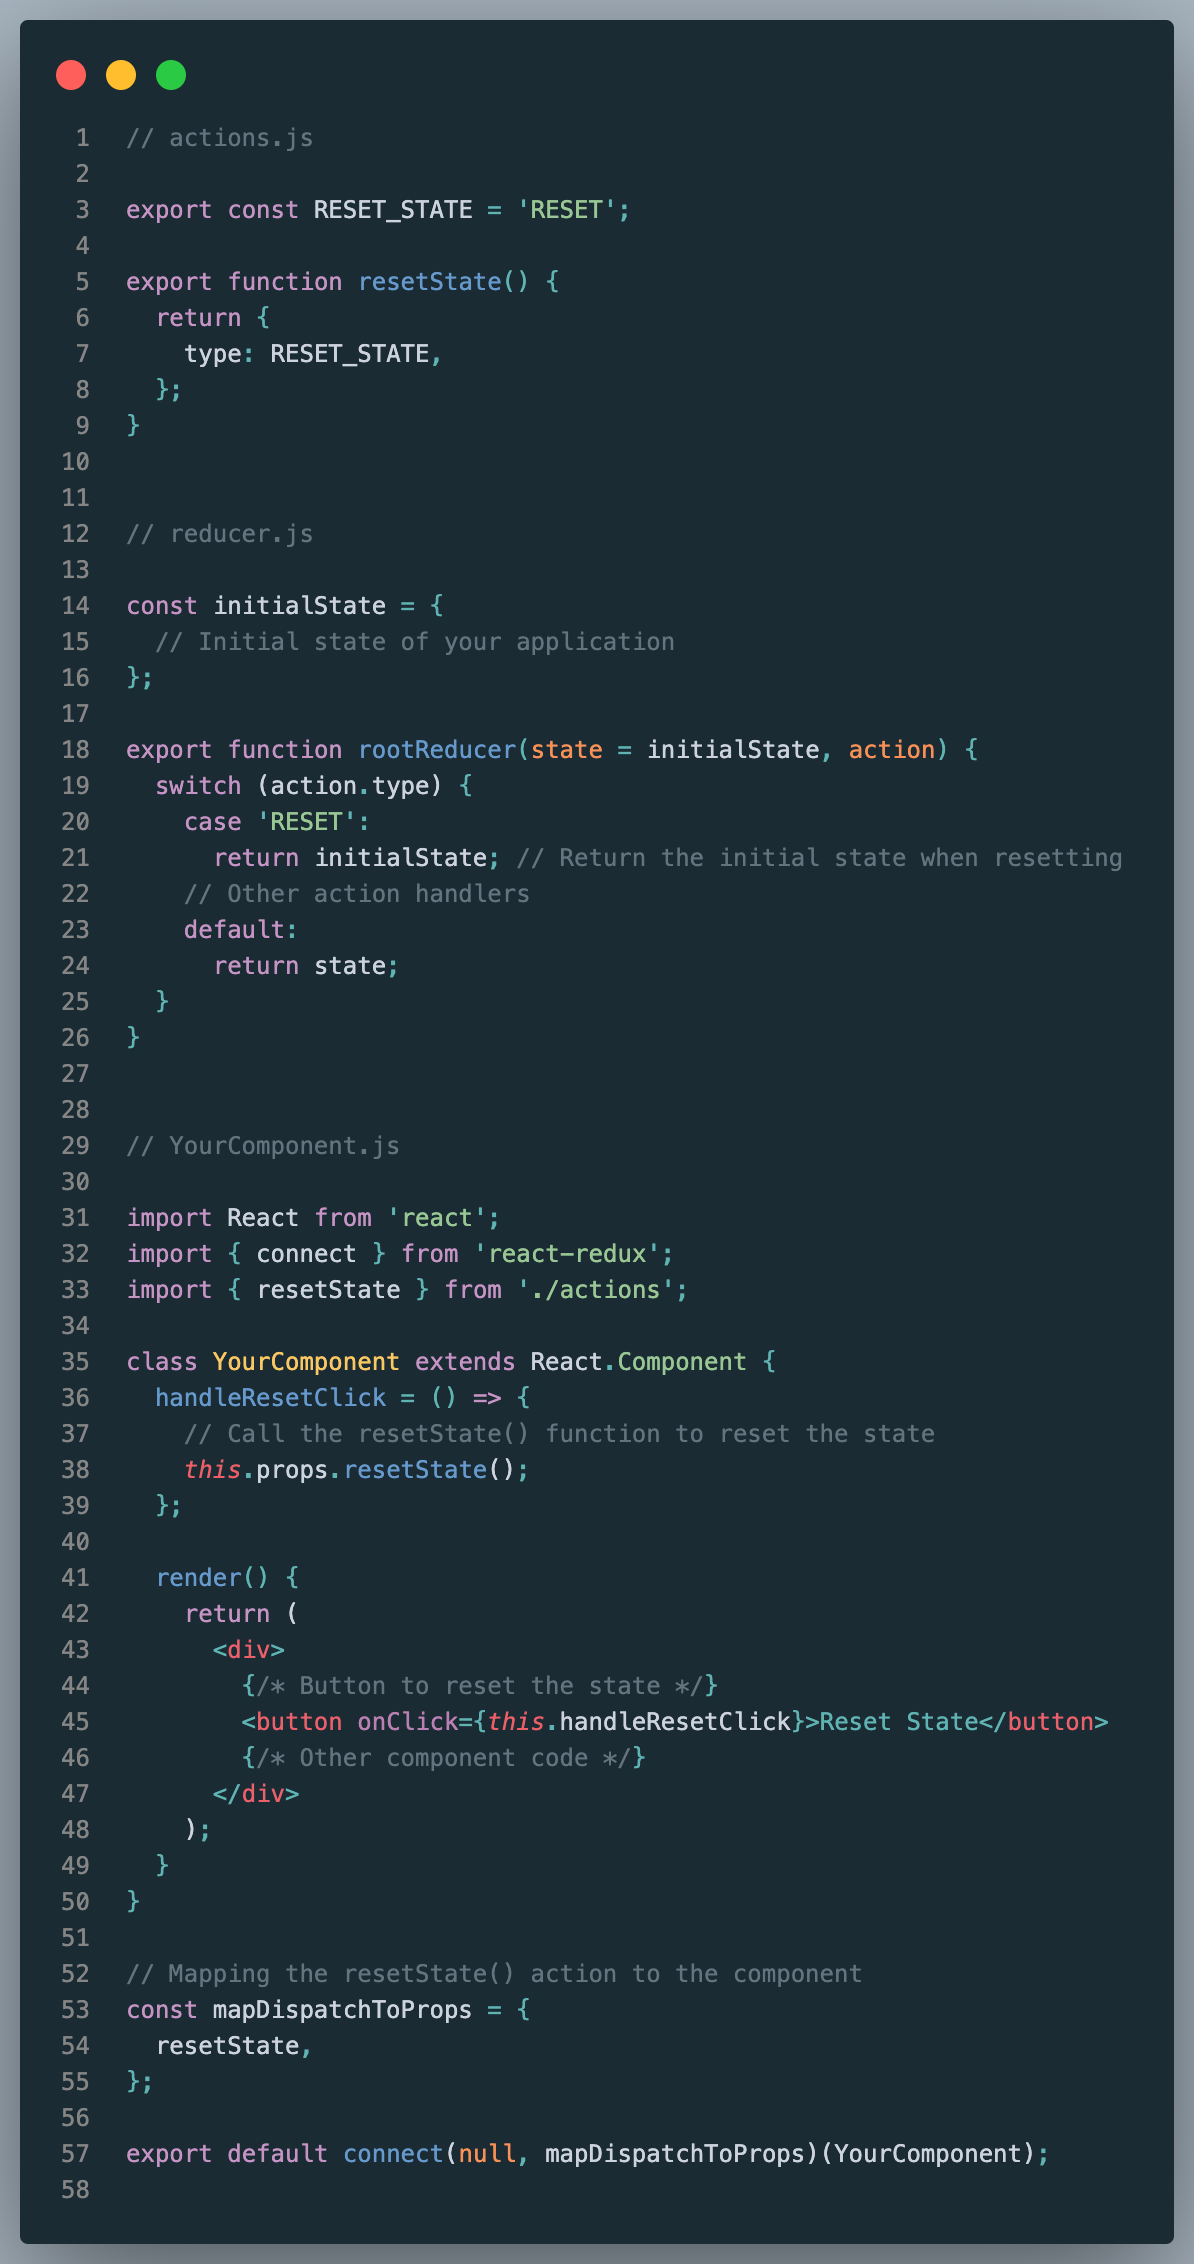 1 // actions.js
2
3 export const RESET_STATE = 'RESET';
4
5 export function resetState() {
6   return {
7     type: RESET_STATE,
8   };
9 }
10
11
12 // reducer.js
13
14 const initialState = {
15   // Initial state of your application
16 };
17
18 export function rootReducer(state = initialState, action) {
19   switch (action.type) {
20     case 'RESET':
21       return initialState; // Return the initial state when resetting
22     // Other action handlers
23     default:
24       return state;
25   }
26 }
27
28
29 // YourComponent.js
30
31 import React from 'react';
32 import { connect } from 'react-redux';
33 import { resetState } from './actions';
34
35 class YourComponent extends React.Component {
36   handleResetClick = () => {
37     // Call the resetState() function to reset the state
38     this.props.resetState();
39   };
40
41   render() {
42     return (
43       <div>
44         {/* Button to reset the state */}
45         <button onClick={this.handleResetClick}>Reset State</button>
46         {/* Other component code */}
47       </div>
48     );
49   }
50 }
51
52 // Mapping the resetState() action to the component
53 const mapDispatchToProps = {
54   resetState,
55 };
56
57 export default connect(null, mapDispatchToProps)(YourComponent);
58